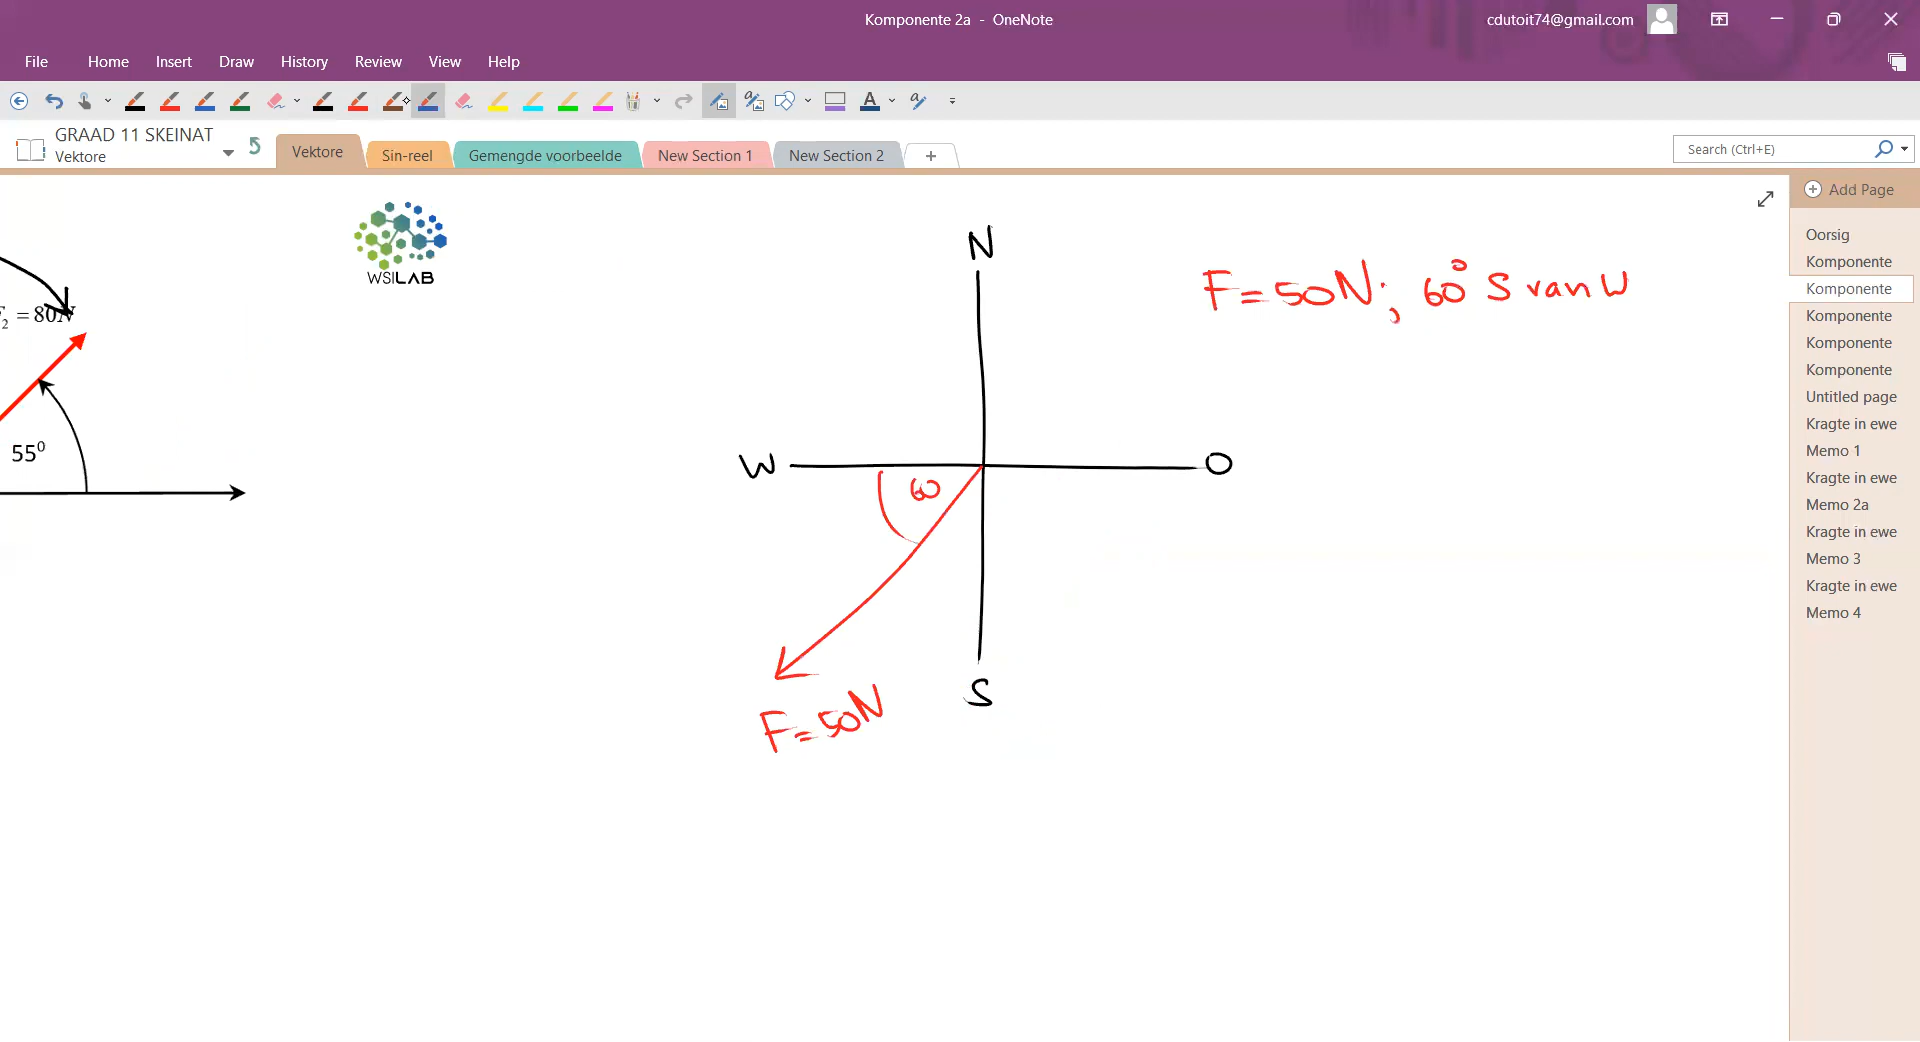 Komponente 2a - OneNote
cdutoit74@gmail.com
File
Home
Insert
Draw
History
Review
View
Help
GRAAD 11 SKEINAT
Vektore
Vektore
Sin-reel
Gemengde voorbeelde
New Section 1
New Section 2
Search (Ctrl+E)
Add Page
Oorsig
Komponente
Komponente
Komponente
Komponente
Komponente
Untitled page
Kragte in ewe
Memo 1
Kragte in ewe
Memo 2a
Kragte in ewe
Memo 3
Kragte in ewe
Memo 4
WSILAB
F₂ = 80N
55⁰
N
F = 50N; 60° S van W
W
O
60
S
F = 50N